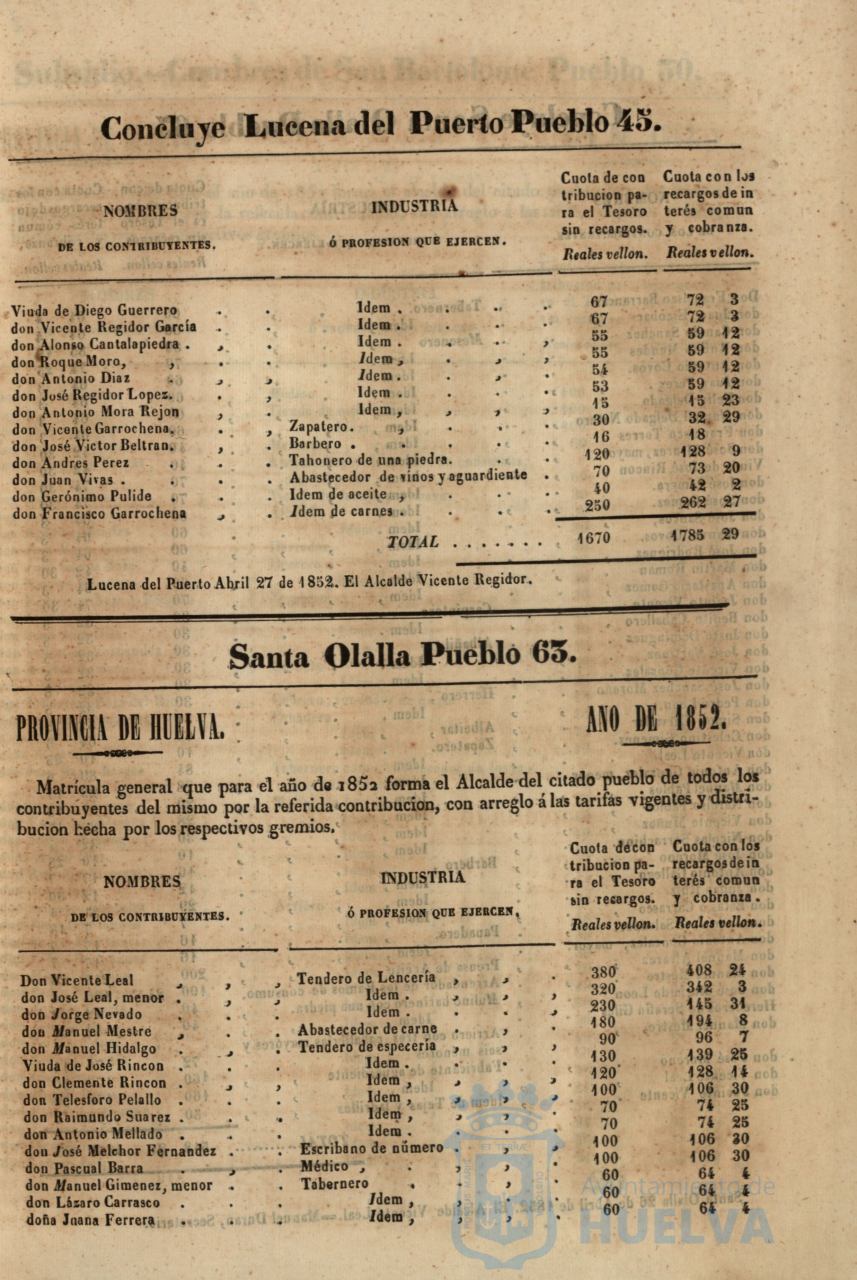 Concluye Lucena del Puerto Pueblo 45.
NOMBRES
DE LOS CONTRIBUYENTES.
INDUSTRIA
Ó PROFESION QUE EJERCEN.
Cuota de con
tribucion pa-
ra el Tesoro
sin recargos.
Reales vellon.
Cuota con los
recargos de in
terés comun
y cobranza.
Reales vellon.
Viuda de Diego Guerrero . . Idem . . . . 67 72 3
don Vicente Regidor García . . Idem . . . . 67 72 3
don Alonso Cantalapiedra . , . Idem . . . , 55 59 12
don Roque Moro, , . . Idem , . , , 55 59 12
don Antonio Diaz . , , Idem . . , . 54 59 12
don José Regidor Lopez. . , Idem . . . . 53 59 12
don Antonio Mora Rejon , . Idem , , , , 15 15 23
don Vicente Garrochena. . , Zapatero. , . . . 30 32 29
don José Victor Beltran. , . Barbero . . . . . 16 18
don Andres Perez . . . Tahonero de una piedra. . . . 120 128 9
don Juan Vivas . . . . Abastecedor de vinos y aguardiente . 70 73 20
don Gerónimo Pulide . . . Idem de aceite , . . . 40 42 2
don Francisco Garrochena , . Idem de carnes . . . . 250 262 27
TOTAL . . . . . . . 1670 1785 29
Lucena del Puerto Abril 27 de 1852. El Alcalde Vicente Regidor.
Santa Olalla Pueblo 63.
PROVINCIA DE HUELVA.
AÑO DE 1852.
Matrícula general que para el año de 1852 forma el Alcalde del citado pueblo de todos los
contribuyentes del mismo por la referida contribucion, con arreglo á las tarifas vigentes y distri-
bucion hecha por los respectivos gremios.
NOMBRES
DE LOS CONTRIBUYENTES.
INDUSTRIA
Ó PROFESION QUE EJERCEN.
Cuota de con
tribucion pa-
ra el Tesoro
sin recargos.
Reales vellon.
Cuota con los
recargos de in
terés comun
y cobranza.
Reales vellon.
Don Vicente Leal , , , Tendero de Lencería , , . 380 408 24
don José Leal, menor . , , Idem . , , , 320 342 3
don Jorge Nevado . . . Idem . . . , 230 145 31
don Manuel Mestre , . . Abastecedor de carne . , . 180 194 8
don Manuel Hidalgo . , . Tendero de especería , , , 90 96 7
Viuda de José Rincon . . . Idem . . . . 130 139 25
don Clemente Rincon . , , Idem , , , , 120 128 14
don Telesforo Pelallo . . . Idem , , , , 100 106 30
don Raimundo Suarez . . . Idem , , , , 70 74 25
don Antonio Mellado . . . Idem . . . . 70 74 25
don José Melchor Fernandez . . Escribano de número . , , 100 106 30
don Pascual Barra . , . Médico , . , , 100 106 30
don Manuel Gimenez, menor . . Tabernero . . , . 60 64 4
don Lázaro Carrasco . . . Idem , , . . 60 64 4
doña Juana Ferrera . . . Idem , , , . 60 64 4
Ayuntamiento de
HUELVA